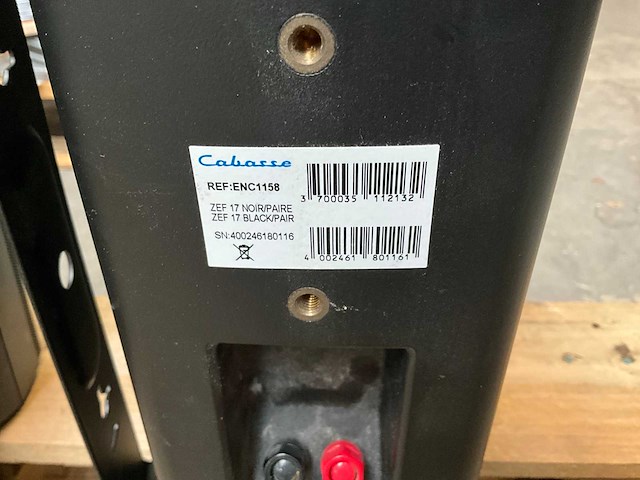 Cabasse
REF:ENC1158
3 700035 112132
ZEF 17 NOIR/PAIRE
ZEF 17 BLACK/PAIR
SN:400246180116
4 002461 801161